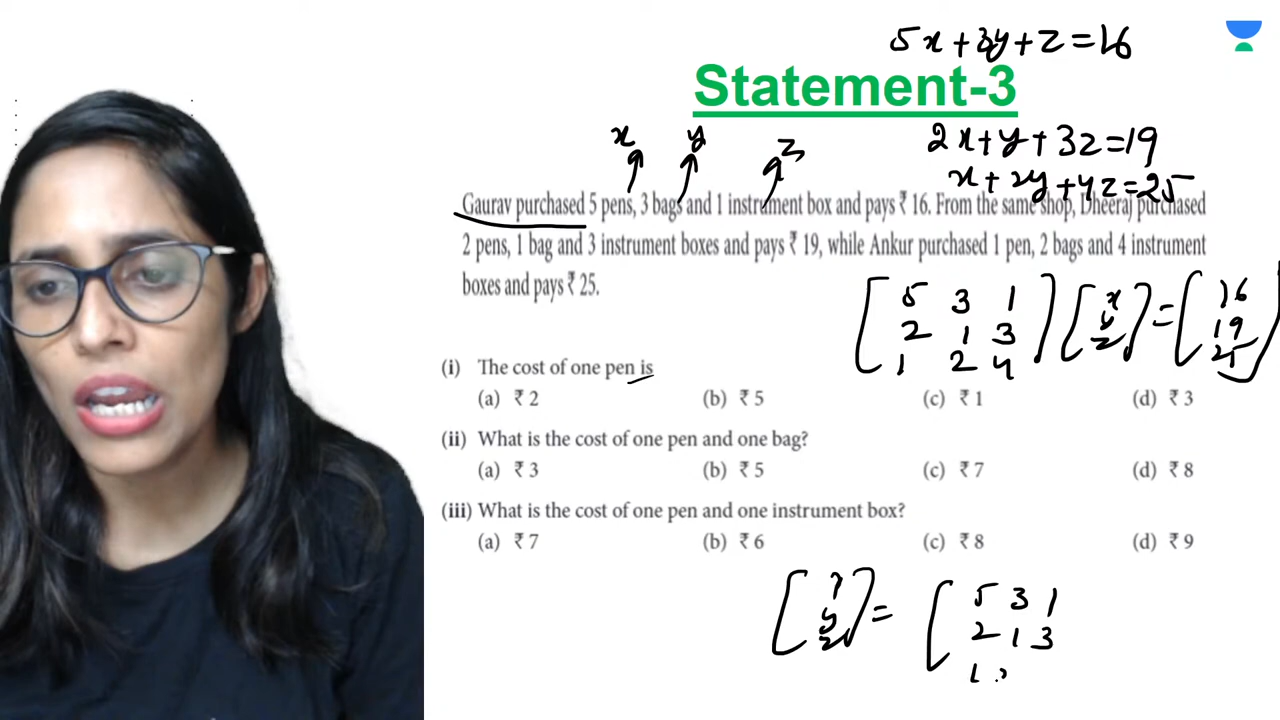 5x+3y+z=16
Statement-3
x y z
2x+y+3z=19
x+2y+4z=25
Gaurav purchased 5 pens, 3 bags and 1 instrument box and pays ₹ 16. From the same shop, Dheeraj purchased
2 pens, 1 bag and 3 instrument boxes and pays ₹ 19, while Ankur purchased 1 pen, 2 bags and 4 instrument
boxes and pays ₹ 25.
[5 3 1] [x] = [16]
[2 1 3] [y] [19]
[1 2 4] [z] [25]
(i) The cost of one pen is
(a) ₹ 2 (b) ₹ 5 (c) ₹ 1 (d) ₹ 3
(ii) What is the cost of one pen and one bag?
(a) ₹ 3 (b) ₹ 5 (c) ₹ 7 (d) ₹ 8
(iii) What is the cost of one pen and one instrument box?
(a) ₹ 7 (b) ₹ 6 (c) ₹ 8 (d) ₹ 9
[x] = [5 3 1
[y] [2 1 3
[z] [1